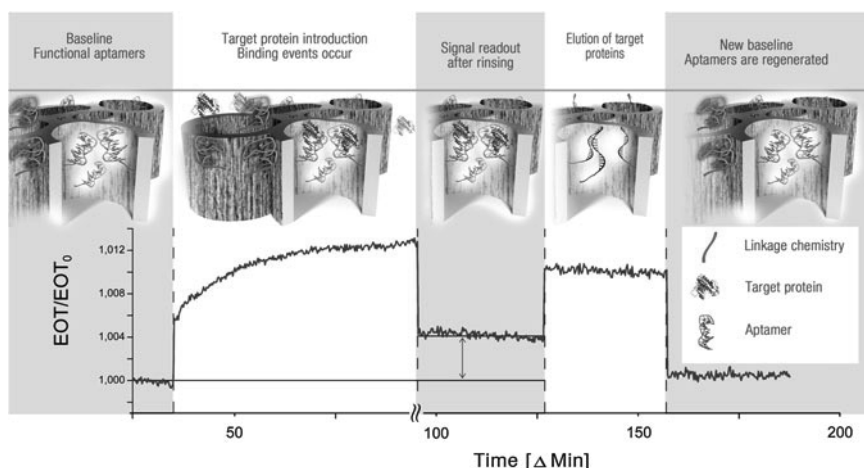 Baseline
Functional aptamers
Target protein introduction
Binding events occur
Signal readout
after rinsing
Elution of target
proteins
New baseline
Aptamers are regenerated
EOT/EOT₀
1,012
1,008
1,004
1,000
Linkage chemistry
Target protein
Aptamer
50
100
150
200
Time [Δ Min]